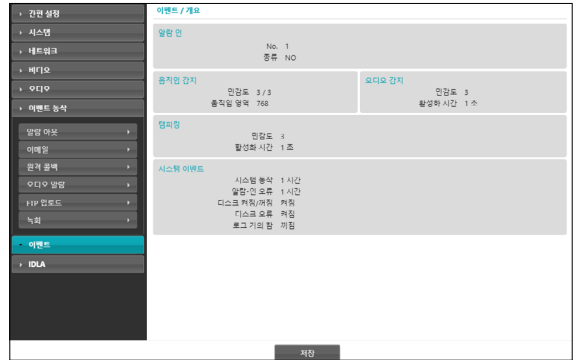 간편 설정
시스템
네트워크
비디오
오디오
이벤트 동작
알람 아웃
이메일
원격 콜백
오디오 알람
FTP 업로드
녹화
이벤트
IDLA
이벤트 / 개요
알람 인
No. 1
종류 NO
움직임 감지
민감도 3 / 3
움직임 영역 768
오디오 감지
민감도 3
활성화 시간 1 초
탬퍼링
민감도 3
활성화 시간 1 초
시스템 이벤트
시스템 동작 1 시간
알람-인 오류 1 시간
디스크 켜짐/꺼짐 켜짐
디스크 오류 켜짐
로그 거의 참 꺼짐
저장